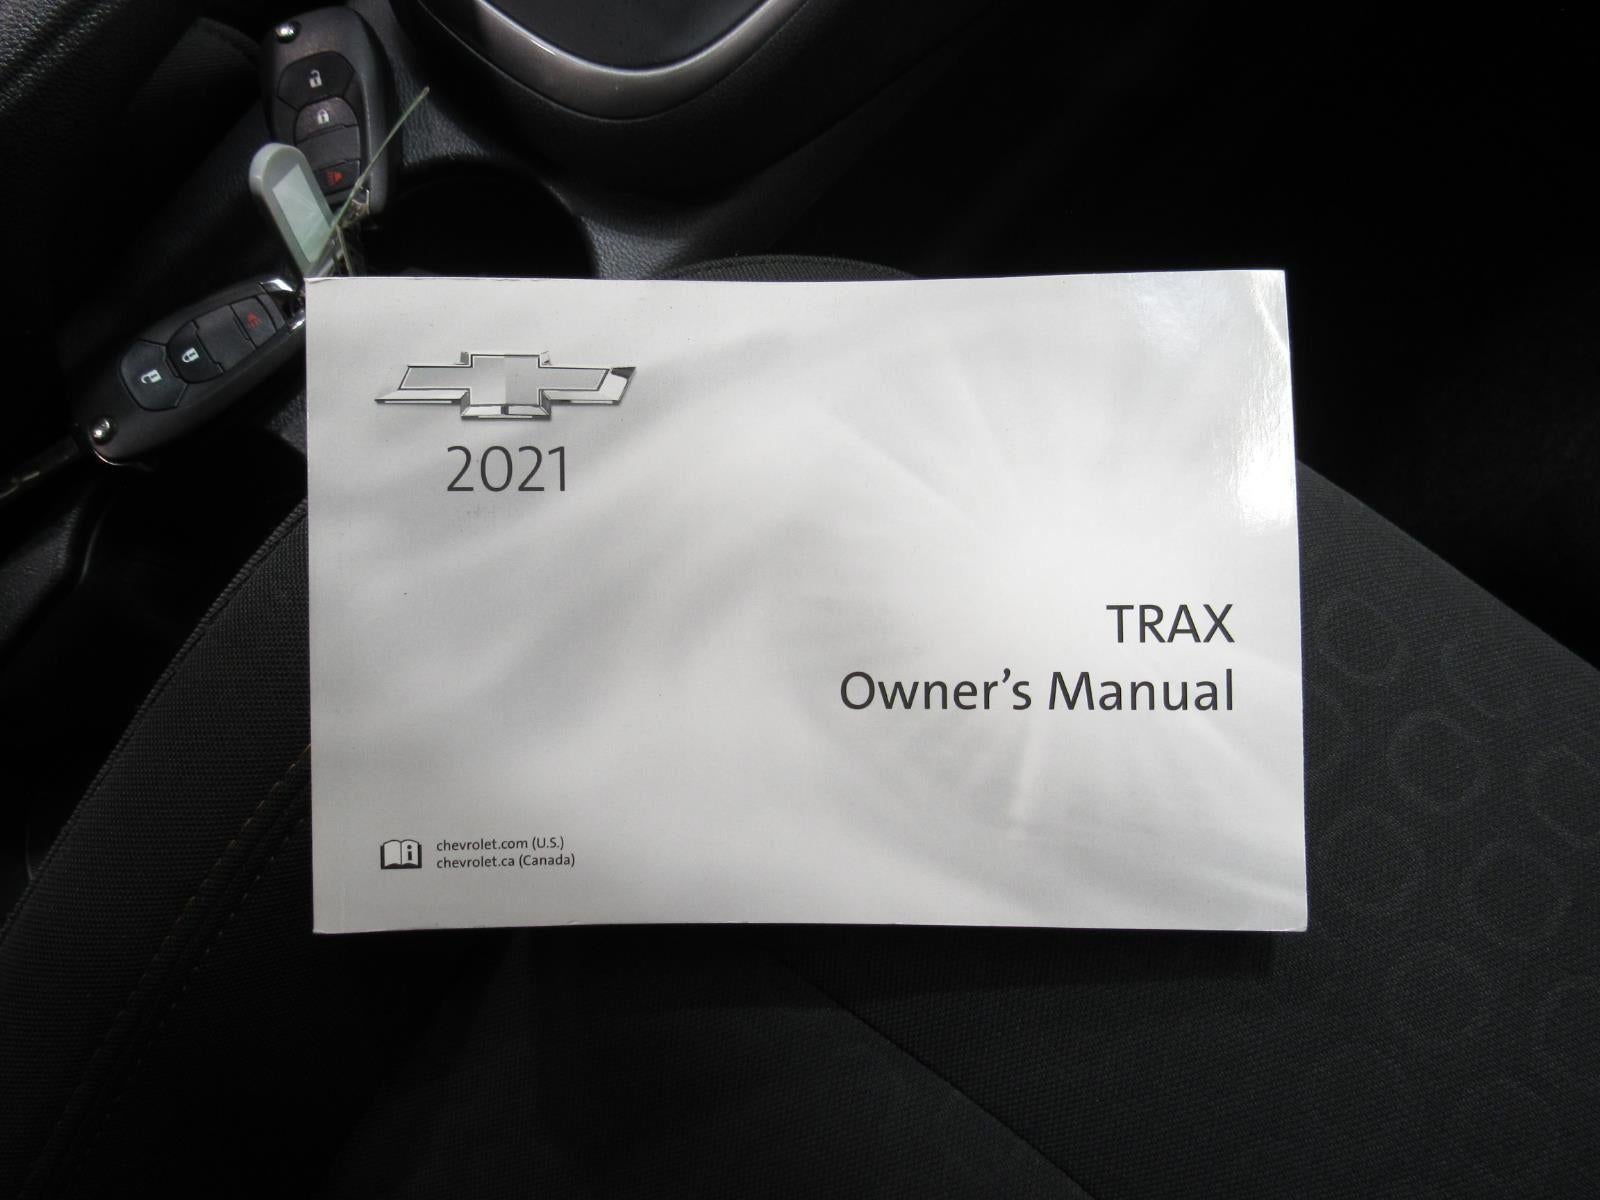 2021
TRAX
Owner's Manual
chevrolet.com (U.S.)
chevrolet.ca (Canada)